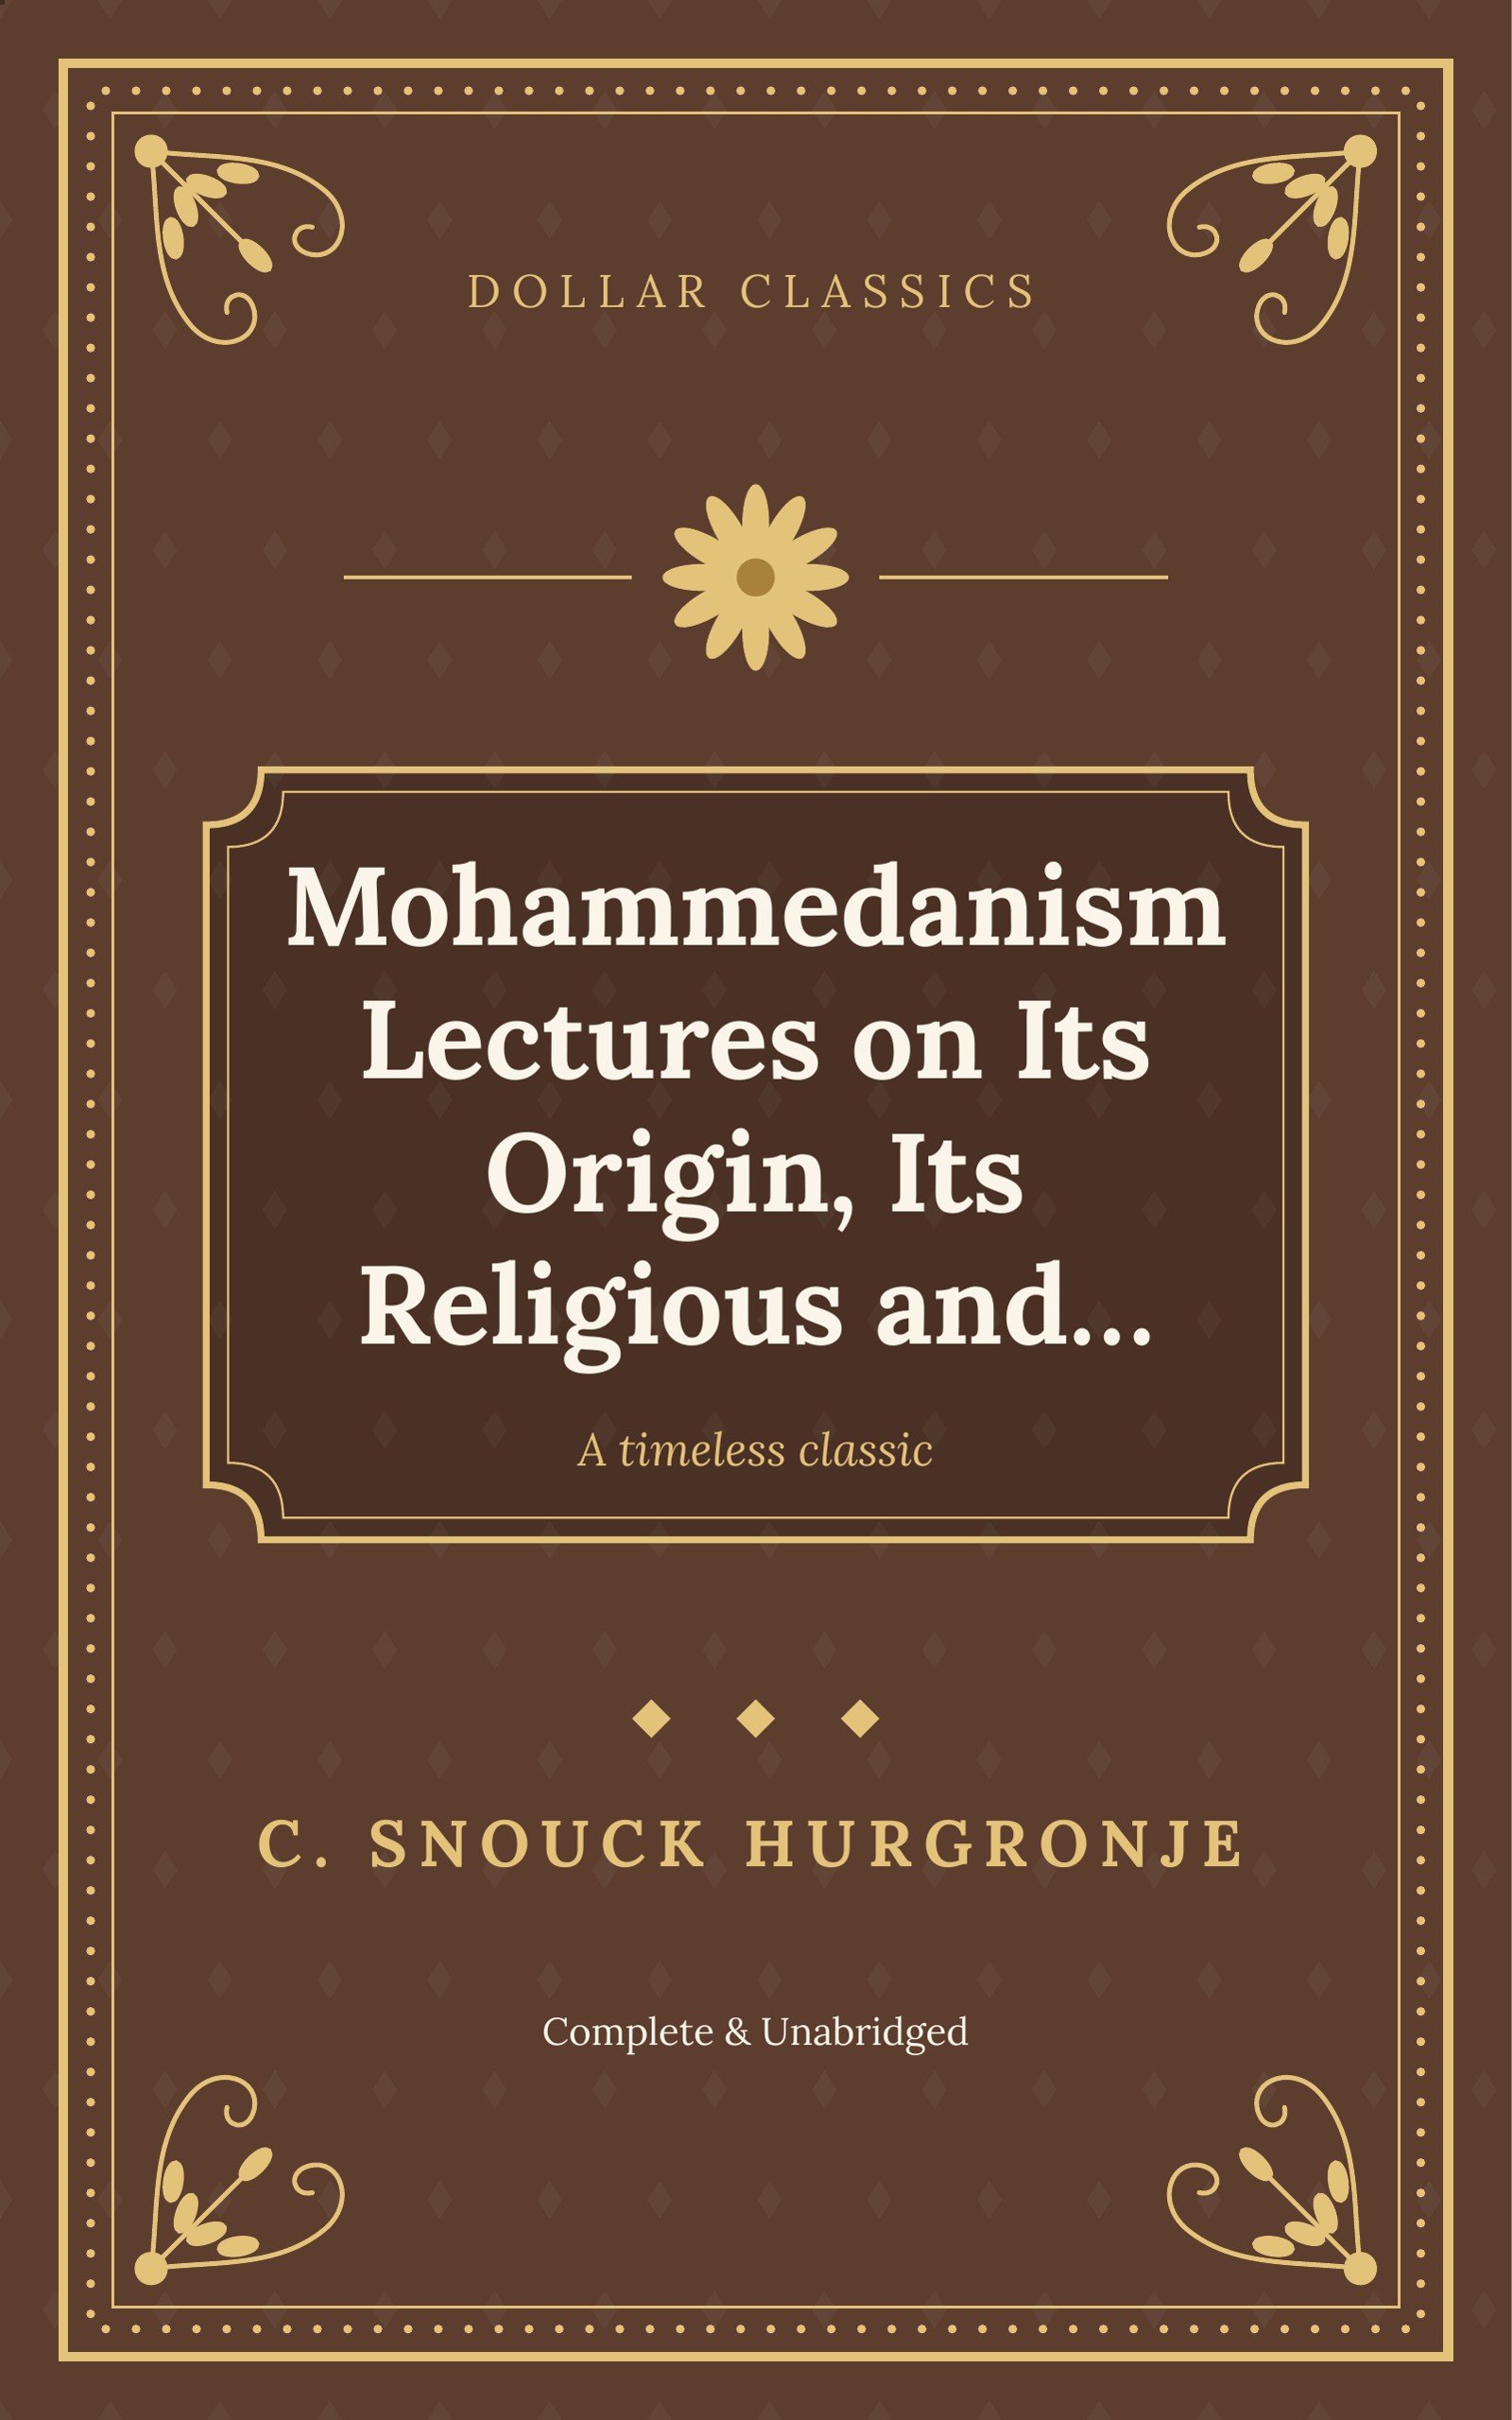 DOLLAR CLASSICS
Mohammedanism
Lectures on Its
Origin, Its
Religious and...
A timeless classic
C. SNOUCK HURGRONJE
Complete & Unabridged